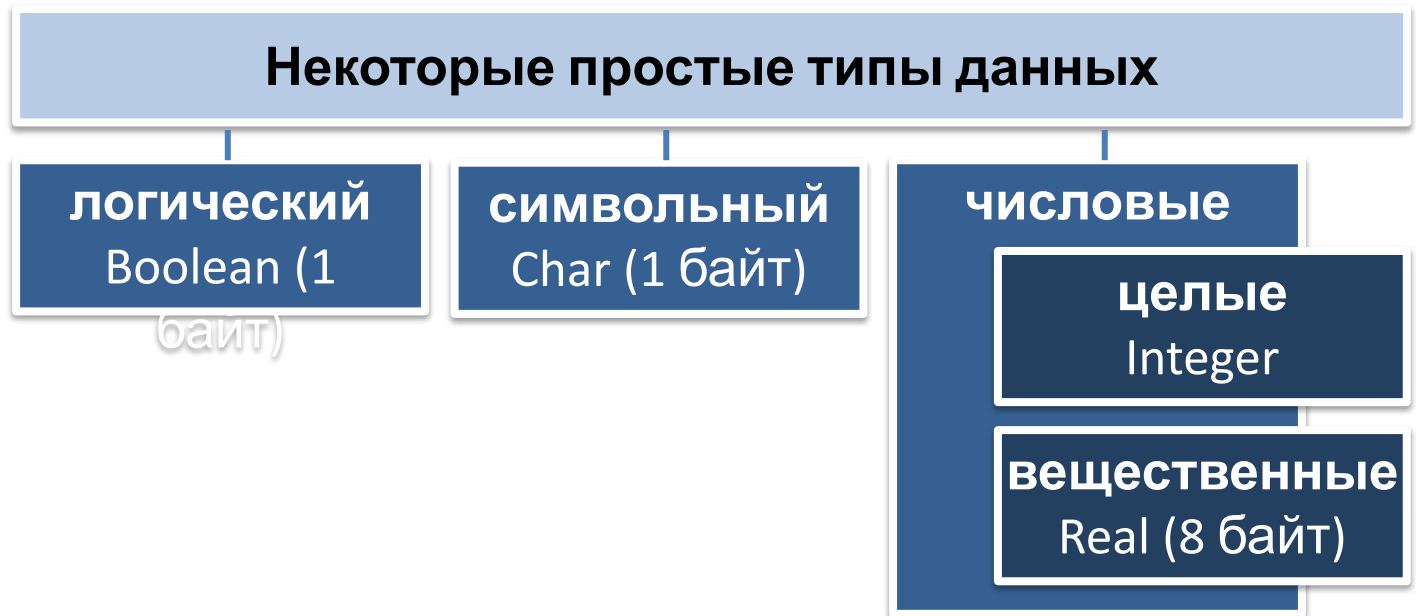 Некоторые простые типы данных
логический
Boolean (1
байт)
символьный
Char (1 байт)
числовые
целые
Integer
вещественные
Real (8 байт)